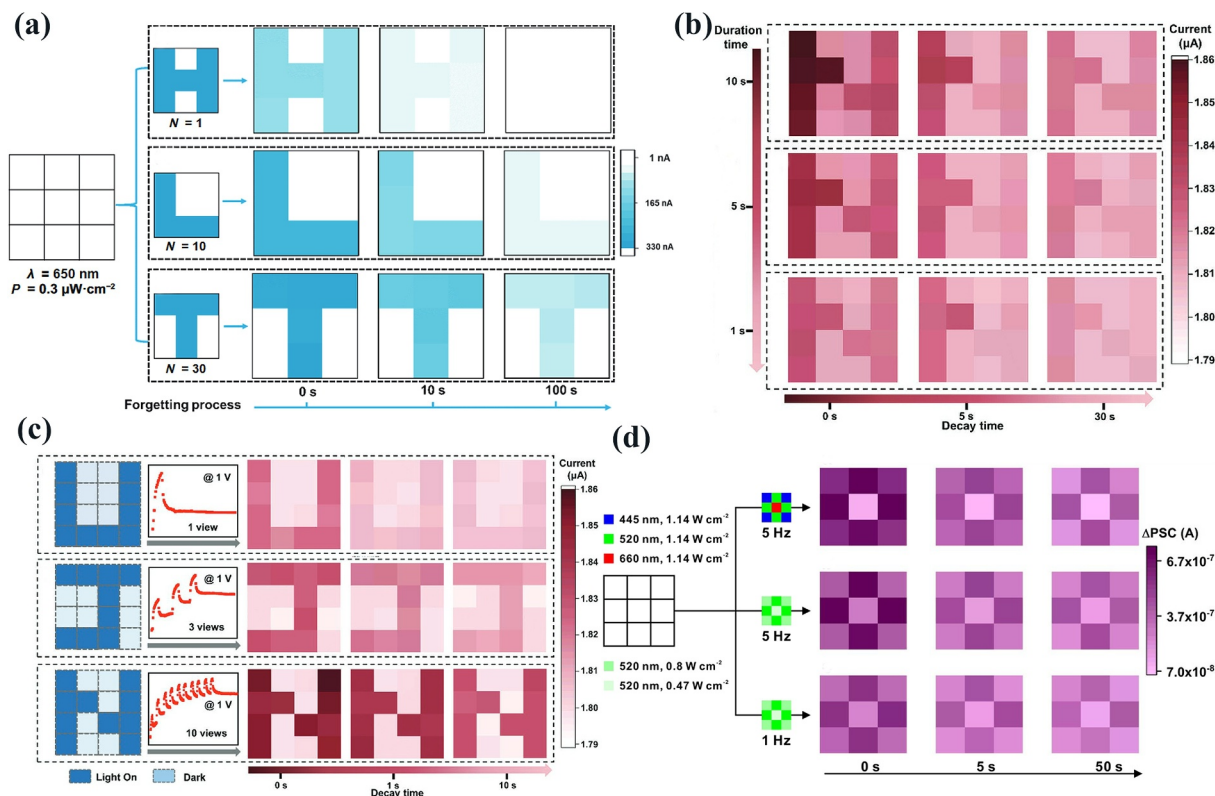 (a)
N = 1
N = 10
N = 30
λ = 650 nm
P = 0.3 μW·cm⁻²
1 nA
165 nA
330 nA
0 s
10 s
100 s
Forgetting process
(b)
Duration
time
10 s
5 s
1 s
Current
(μA)
1.86
1.85
1.84
1.83
1.82
1.81
1.80
1.79
0 s
5 s
30 s
Decay time
(c)
@ 1 V
1 view
@ 1 V
3 views
@ 1 V
10 views
Light On
Dark
Current
(μA)
1.86
1.85
1.84
1.83
1.82
1.81
1.80
1.79
0 s
1 s
10 s
Decay time
(d)
445 nm, 1.14 W cm⁻²
520 nm, 1.14 W cm⁻²
660 nm, 1.14 W cm⁻²
520 nm, 0.8 W cm⁻²
520 nm, 0.47 W cm⁻²
5 Hz
5 Hz
1 Hz
ΔPSC (A)
6.7x10⁻⁷
3.7x10⁻⁷
7.0x10⁻⁸
0 s
5 s
50 s